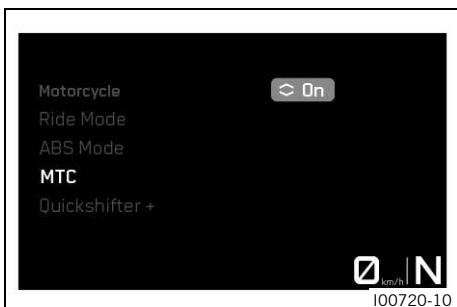 Motorcycle On
Ride Mode
ABS Mode
MTC
Quickshifter +
0 km/h N
I00720-10